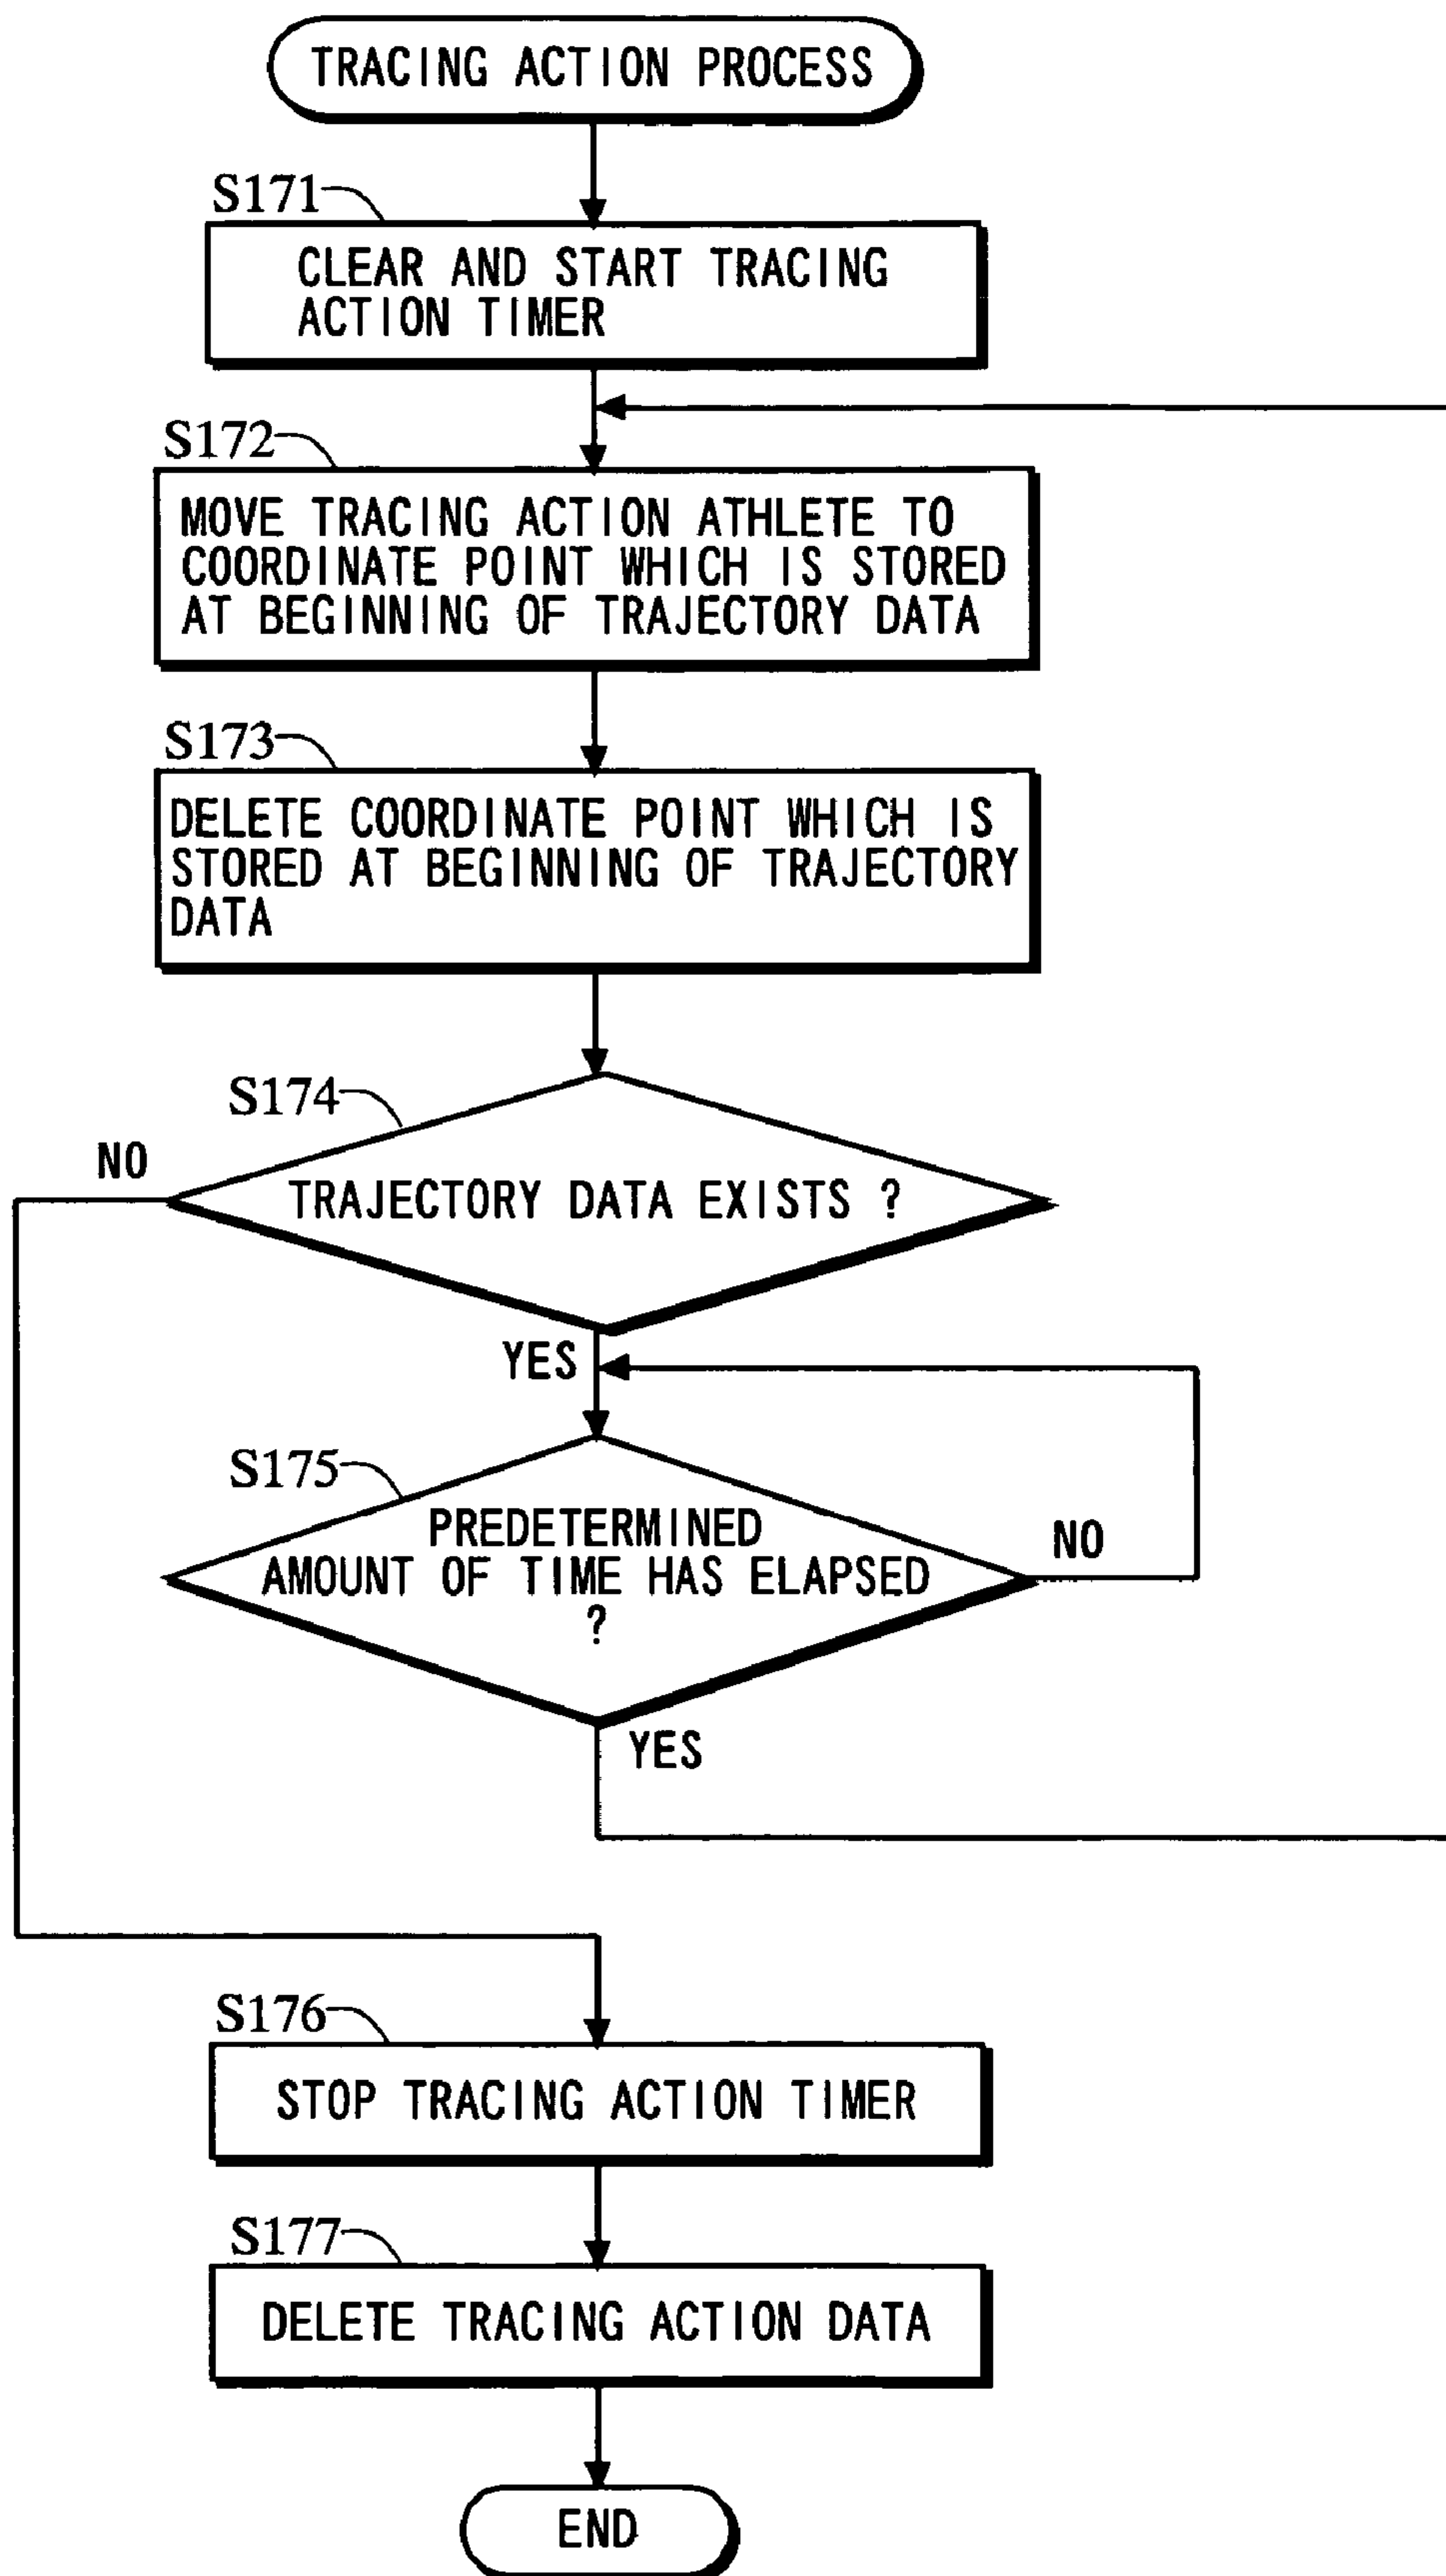 TRACING ACTION PROCESS
S171
CLEAR AND START TRACING
ACTION TIMER
S172
MOVE TRACING ACTION ATHLETE TO
COORDINATE POINT WHICH IS STORED
AT BEGINNING OF TRAJECTORY DATA
S173
DELETE COORDINATE POINT WHICH IS
STORED AT BEGINNING OF TRAJECTORY
DATA
S174
NO
TRAJECTORY DATA EXISTS ?
YES
S175
PREDETERMINED
AMOUNT OF TIME HAS ELAPSED
?
NO
YES
S176
STOP TRACING ACTION TIMER
S177
DELETE TRACING ACTION DATA
END